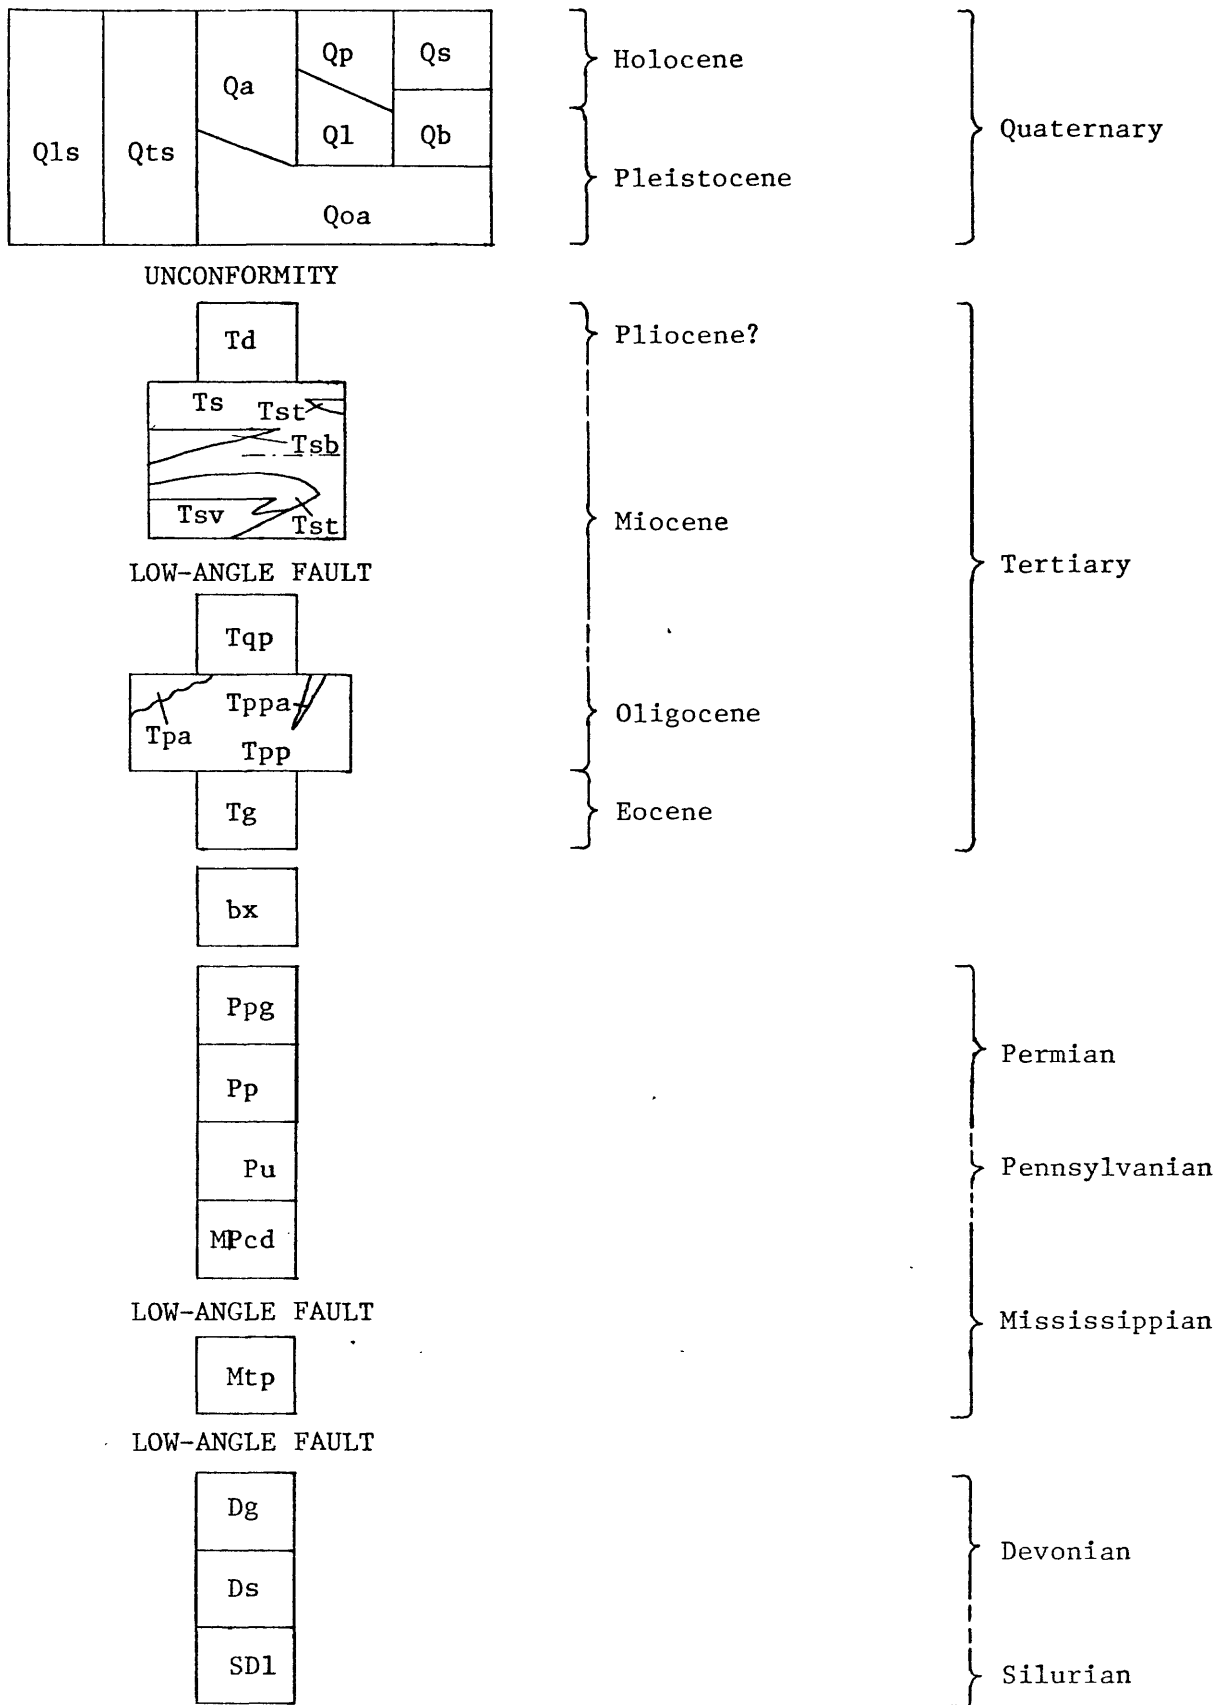 Qp Qs Holocene
Qa
Qls Qts Ql Qb Quaternary
Pleistocene
Qoa
UNCONFORMITY
Td Pliocene?
Ts Tst
Tsb
Tsv Tst Miocene
LOW-ANGLE FAULT Tertiary
Tqp
Tppa
Tpa Oligocene
Tpp
Tg Eocene
bx
Ppg
Permian
Pp
Pu Pennsylvanian
MPcd
LOW-ANGLE FAULT Mississippian
Mtp
LOW-ANGLE FAULT
Dg
Devonian
Ds
SDl Silurian